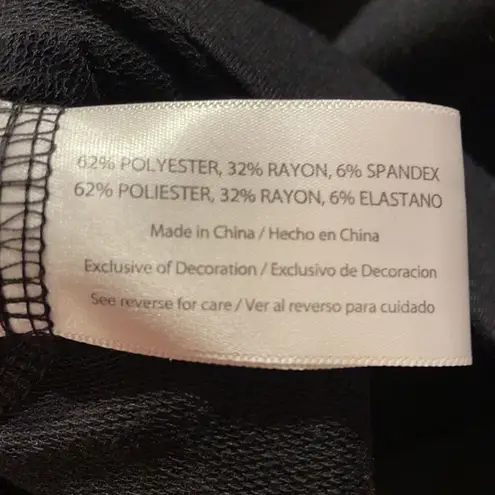 62% POLYESTER, 32% RAYON, 6% SPANDEX
62% POLIESTER, 32% RAYON, 6% ELASTANO
Made in China / Hecho en China
Exclusive of Decoration / Exclusivo de Decoracion
See reverse for care / Ver al reverso para cuidado